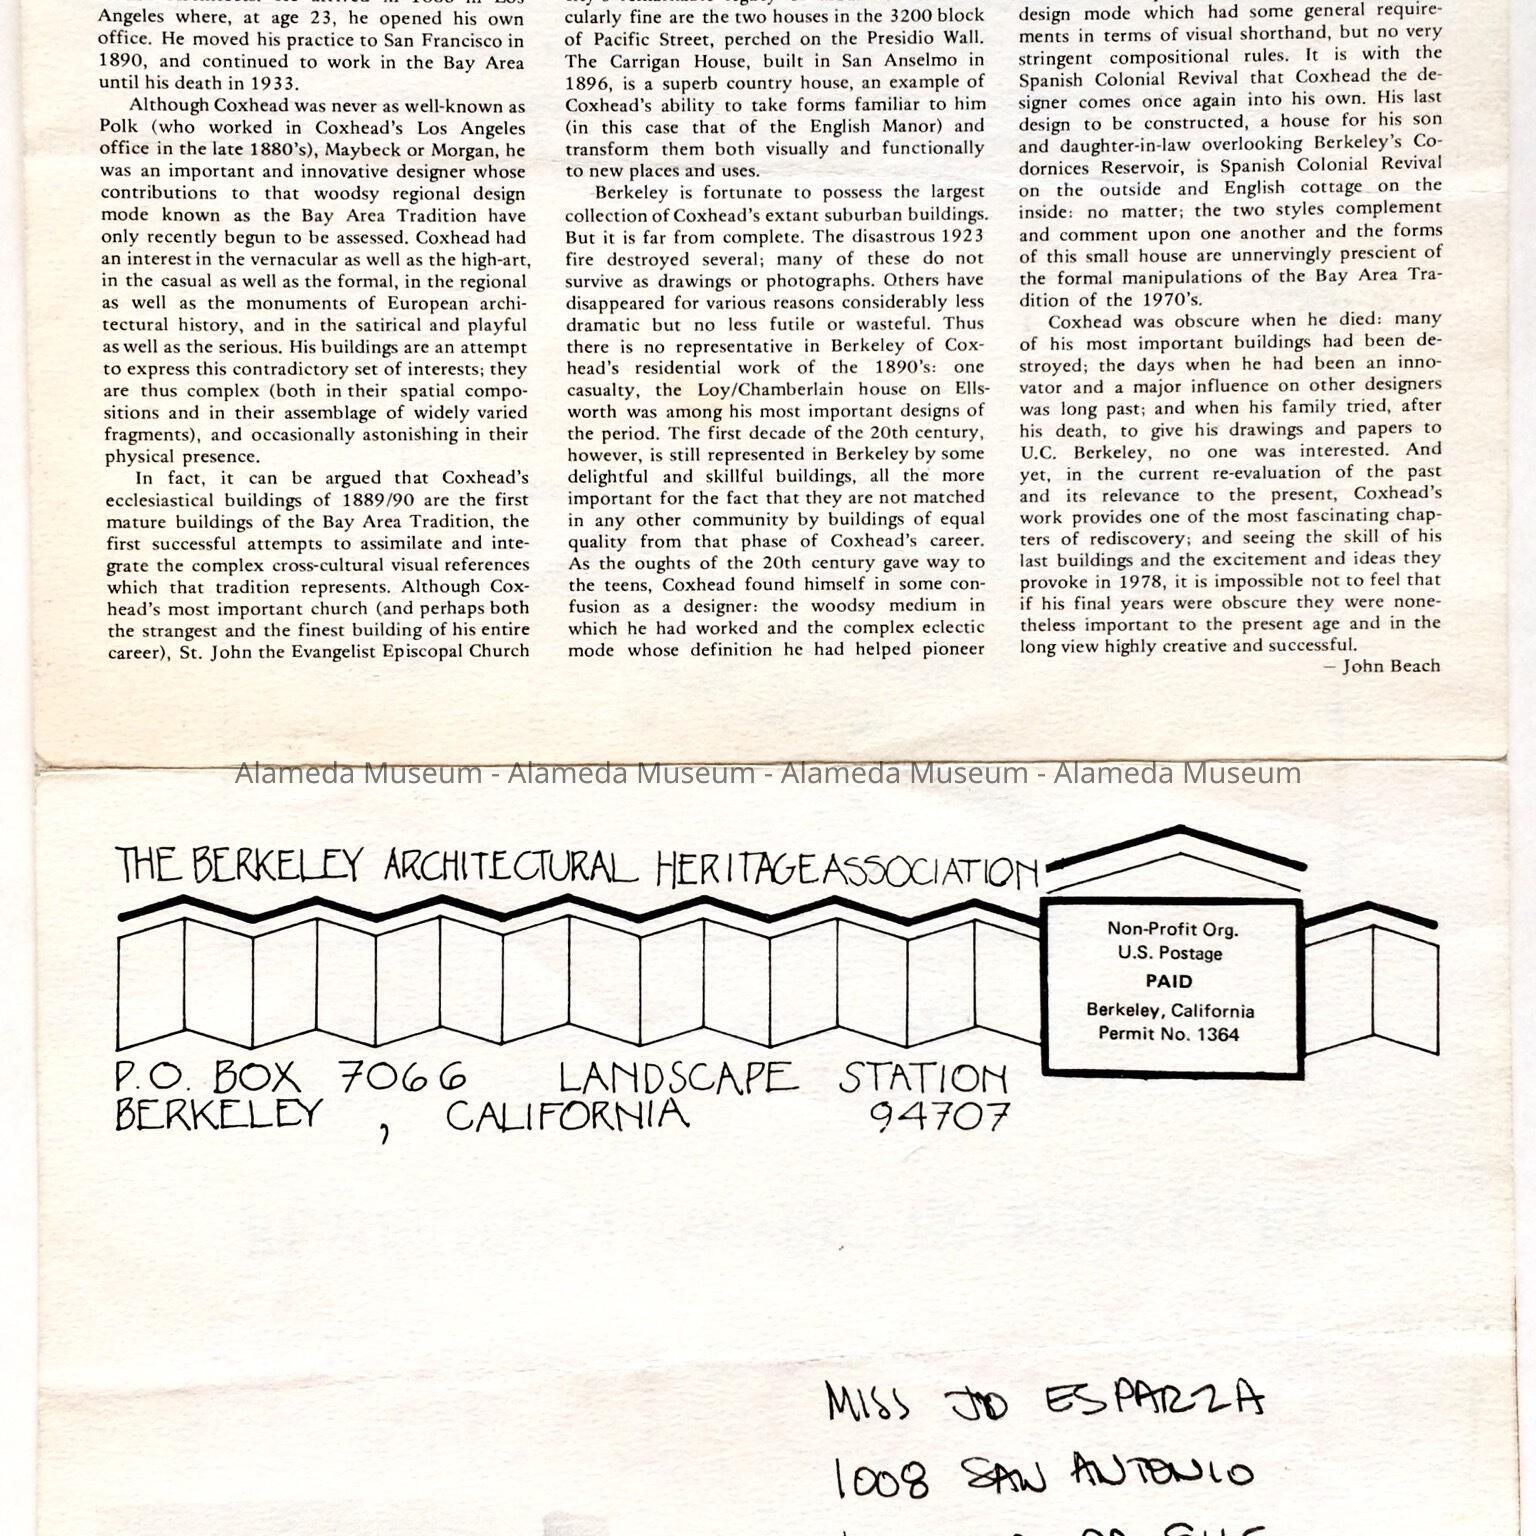 Angeles where, at age 23, he opened his own
office. He moved his practice to San Francisco in
1890, and continued to work in the Bay Area
until his death in 1933.
Although Coxhead was never as well-known as
Polk (who worked in Coxhead's Los Angeles
office in the late 1880's), Maybeck or Morgan, he
was an important and innovative designer whose
contributions to that woodsy regional design
mode known as the Bay Area Tradition have
only recently begun to be assessed. Coxhead had
an interest in the vernacular as well as the high-art,
in the casual as well as the formal, in the regional
as well as the monuments of European archi-
tectural history, and in the satirical and playful
as well as the serious. His buildings are an attempt
to express this contradictory set of interests; they
are thus complex (both in their spatial compo-
sitions and in their assemblage of widely varied
fragments), and occasionally astonishing in their
physical presence.
In fact, it can be argued that Coxhead's
ecclesiastical buildings of 1889/90 are the first
mature buildings of the Bay Area Tradition, the
first successful attempts to assimilate and inte-
grate the complex cross-cultural visual references
which that tradition represents. Although Cox-
head's most important church (and perhaps both
the strangest and the finest building of his entire
career), St. John the Evangelist Episcopal Church
cularly fine are the two houses in the 3200 block
of Pacific Street, perched on the Presidio Wall.
The Carrigan House, built in San Anselmo in
1896, is a superb country house, an example of
Coxhead's ability to take forms familiar to him
(in this case that of the English Manor) and
transform them both visually and functionally
to new places and uses.
Berkeley is fortunate to possess the largest
collection of Coxhead's extant suburban buildings.
But it is far from complete. The disastrous 1923
fire destroyed several; many of these do not
survive as drawings or photographs. Others have
disappeared for various reasons considerably less
dramatic but no less futile or wasteful. Thus
there is no representative in Berkeley of Cox-
head's residential work of the 1890's: one
casualty, the Loy/Chamberlain house on Ells-
worth was among his most important designs of
the period. The first decade of the 20th century,
however, is still represented in Berkeley by some
delightful and skillful buildings, all the more
important for the fact that they are not matched
in any other community by buildings of equal
quality from that phase of Coxhead's career.
As the oughts of the 20th century gave way to
the teens, Coxhead found himself in some con-
fusion as a designer: the woodsy medium in
which he had worked and the complex eclectic
mode whose definition he had helped pioneer
design mode which had some general require-
ments in terms of visual shorthand, but no very
stringent compositional rules. It is with the
Spanish Colonial Revival that Coxhead the de-
signer comes once again into his own. His last
design to be constructed, a house for his son
and daughter-in-law overlooking Berkeley's Co-
dornices Reservoir, is Spanish Colonial Revival
on the outside and English cottage on the
inside: no matter; the two styles complement
and comment upon one another and the forms
of this small house are unnervingly prescient of
the formal manipulations of the Bay Area Tra-
dition of the 1970's.
Coxhead was obscure when he died: many
of his most important buildings had been de-
stroyed; the days when he had been an inno-
vator and a major influence on other designers
was long past; and when his family tried, after
his death, to give his drawings and papers to
U.C. Berkeley, no one was interested. And
yet, in the current re-evaluation of the past
and its relevance to the present, Coxhead's
work provides one of the most fascinating chap-
ters of rediscovery; and seeing the skill of his
last buildings and the excitement and ideas they
provoke in 1978, it is impossible not to feel that
if his final years were obscure they were none-
theless important to the present age and in the
long view highly creative and successful.
— John Beach
Alameda Museum - Alameda Museum - Alameda Museum - Alameda Museum
THE BERKELEY ARCHITECTURAL HERITAGE ASSOCIATION
Non-Profit Org.
U.S. Postage
PAID
Berkeley, California
Permit No. 1364
P.O. BOX 7066 LANDSCAPE STATION
BERKELEY, CALIFORNIA 94707
MISS JO ESPARZA
1008 SAN ANTONIO